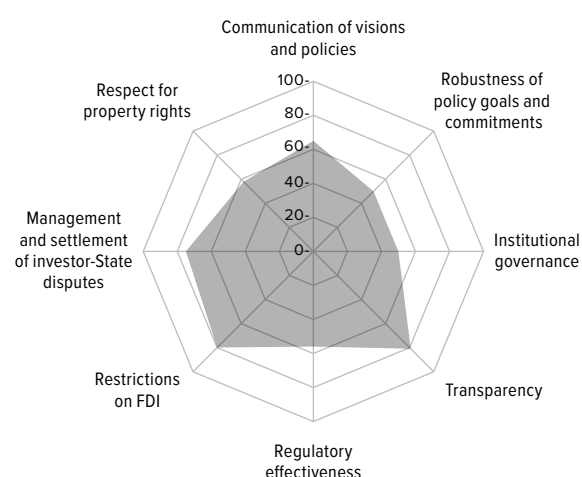 Communication of visions
and policies
Robustness of
policy goals and
commitments
Institutional
governance
Transparency
Regulatory
effectiveness
Restrictions
on FDI
Management
and settlement
of investor-State
disputes
Respect for
property rights
100-
80-
60-
40-
20-
0-